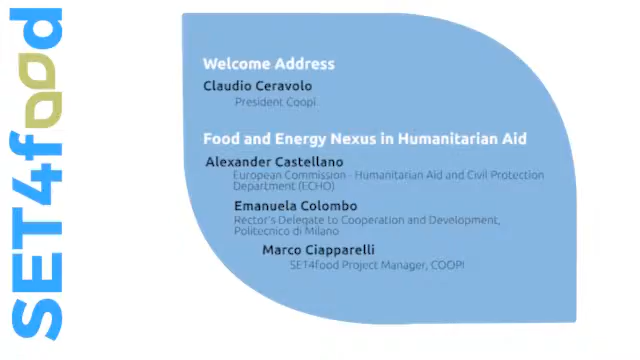 SET4food
Welcome Address
Claudio Ceravolo
President Coopi
Food and Energy Nexus in Humanitarian Aid
Alexander Castellano
European Commission - Humanitarian Aid and Civil Protection
Department (ECHO)
Emanuela Colombo
Rector's Delegate to Cooperation and Development,
Politecnico di Milano
Marco Ciapparelli
SET4food Project Manager, COOPI